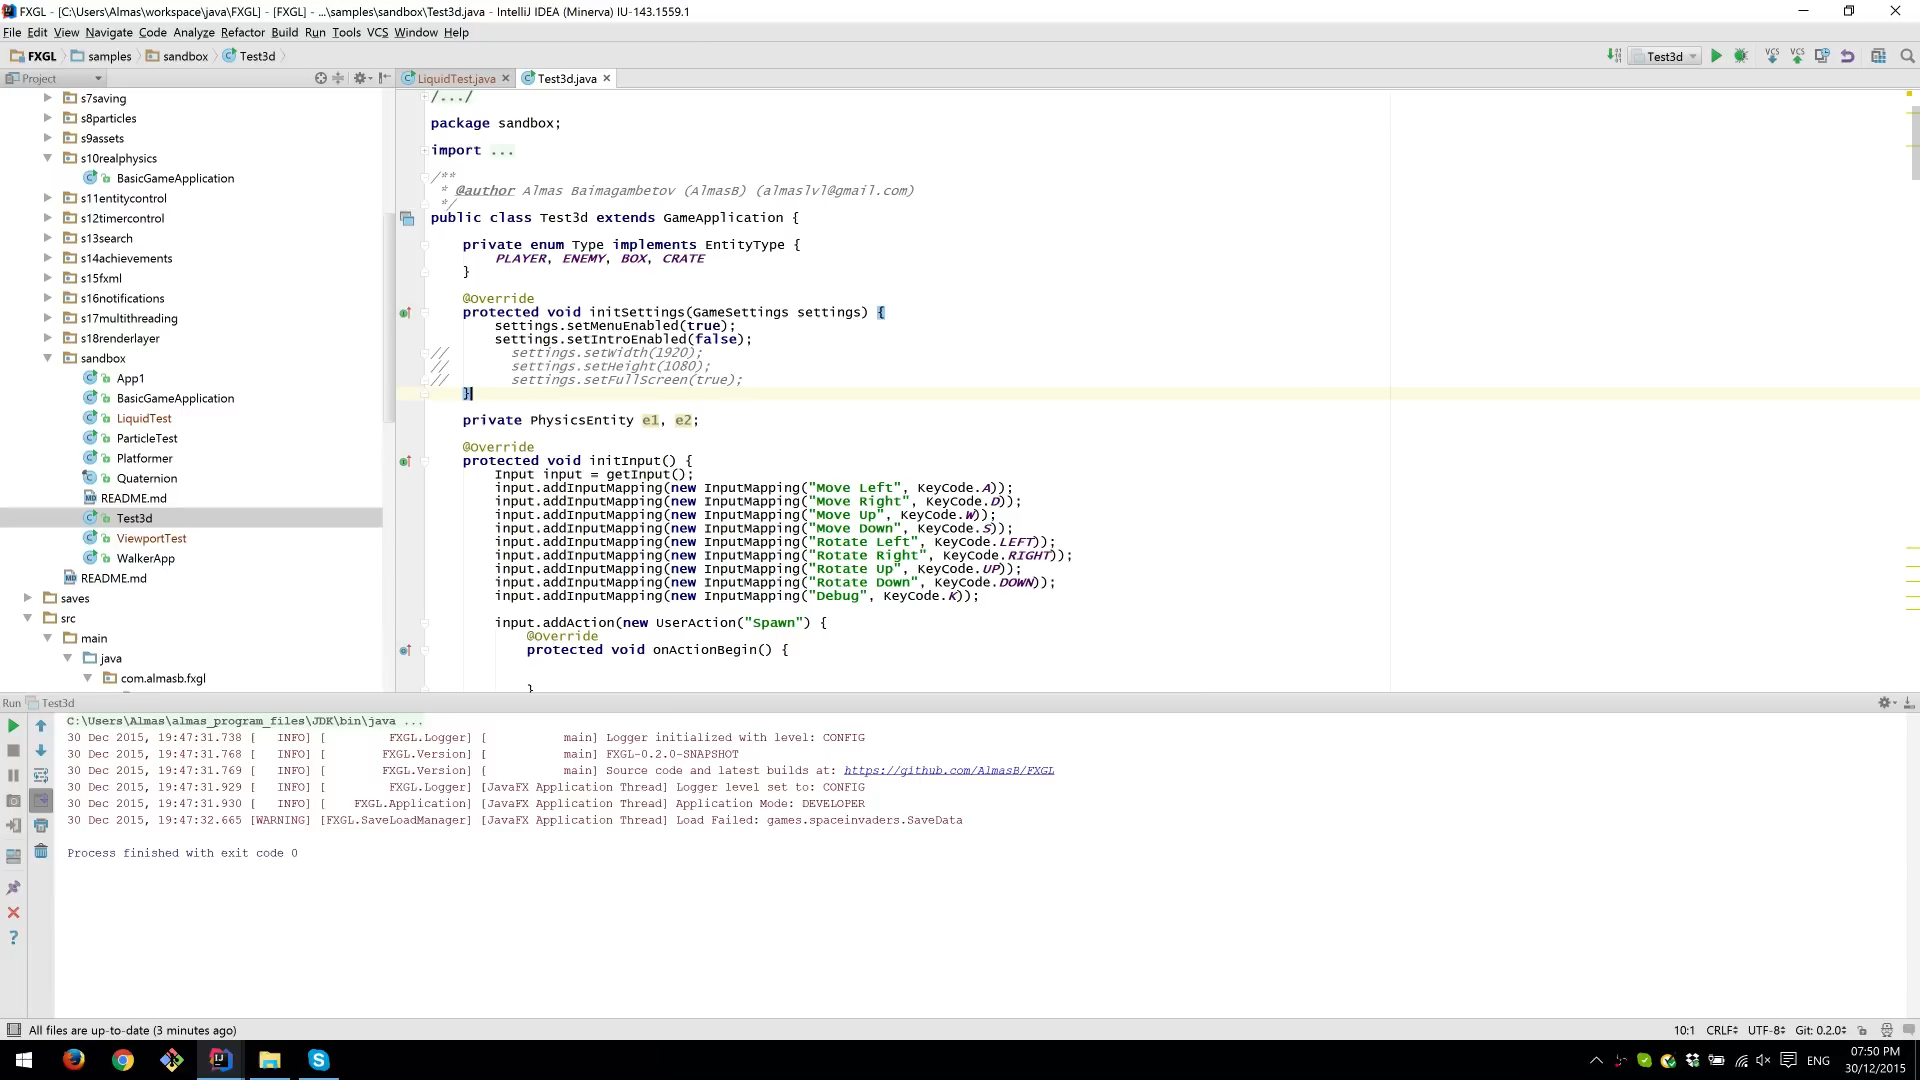 FXGL - [C:\Users\Almas\workspace\java\FXGL] - [FXGL] - ...\samples\sandbox\Test3d.java - IntelliJ IDEA (Minerva) IU-143.1559.1
File Edit View Navigate Code Analyze Refactor Build Run Tools VCS Window Help
FXGL samples sandbox Test3d
Test3d
VCS VCS
Project
LiquidTest.java Test3d.java
s7saving
s8particles
s9assets
s10realphysics
BasicGameApplication
s11entitycontrol
s12timercontrol
s13search
s14achievements
s15fxml
s16notifications
s17multithreading
s18renderlayer
sandbox
App1
BasicGameApplication
LiquidTest
ParticleTest
Platformer
Quaternion
README.md
Test3d
ViewportTest
WalkerApp
README.md
saves
src
main
java
com.almasb.fxgl
/.../
package sandbox;
import ...
/**
* @author Almas Baimagambetov (AlmasB) (almaslvl@gmail.com)
*/
public class Test3d extends GameApplication {
private enum Type implements EntityType {
PLAYER, ENEMY, BOX, CRATE
}
@Override
protected void initSettings(GameSettings settings) {
settings.setMenuEnabled(true);
settings.setIntroEnabled(false);
// settings.setWidth(1920);
// settings.setHeight(1080);
// settings.setFullScreen(true);
}
private PhysicsEntity e1, e2;
@Override
protected void initInput() {
Input input = getInput();
input.addInputMapping(new InputMapping("Move Left", KeyCode.A));
input.addInputMapping(new InputMapping("Move Right", KeyCode.D));
input.addInputMapping(new InputMapping("Move Up", KeyCode.W));
input.addInputMapping(new InputMapping("Move Down", KeyCode.S));
input.addInputMapping(new InputMapping("Rotate Left", KeyCode.LEFT));
input.addInputMapping(new InputMapping("Rotate Right", KeyCode.RIGHT));
input.addInputMapping(new InputMapping("Rotate Up", KeyCode.UP));
input.addInputMapping(new InputMapping("Rotate Down", KeyCode.DOWN));
input.addInputMapping(new InputMapping("Debug", KeyCode.K));
input.addAction(new UserAction("Spawn") {
@Override
protected void onActionBegin() {
}
Run Test3d
C:\Users\Almas\almas_program_files\JDK\bin\java ...
30 Dec 2015, 19:47:31.738 [ INFO] [ FXGL.Logger] [ main] Logger initialized with level: CONFIG
30 Dec 2015, 19:47:31.768 [ INFO] [ FXGL.Version] [ main] FXGL-0.2.0-SNAPSHOT
30 Dec 2015, 19:47:31.769 [ INFO] [ FXGL.Version] [ main] Source code and latest builds at: https://github.com/AlmasB/FXGL
30 Dec 2015, 19:47:31.929 [ INFO] [ FXGL.Logger] [JavaFX Application Thread] Logger level set to: CONFIG
30 Dec 2015, 19:47:31.930 [ INFO] [ FXGL.Application] [JavaFX Application Thread] Application Mode: DEVELOPER
30 Dec 2015, 19:47:32.665 [WARNING] [FXGL.SaveLoadManager] [JavaFX Application Thread] Load Failed: games.spaceinvaders.SaveData
Process finished with exit code 0
All files are up-to-date (3 minutes ago)
10:1 CRLF UTF-8 Git: 0.2.0
ENG
07:50 PM
30/12/2015